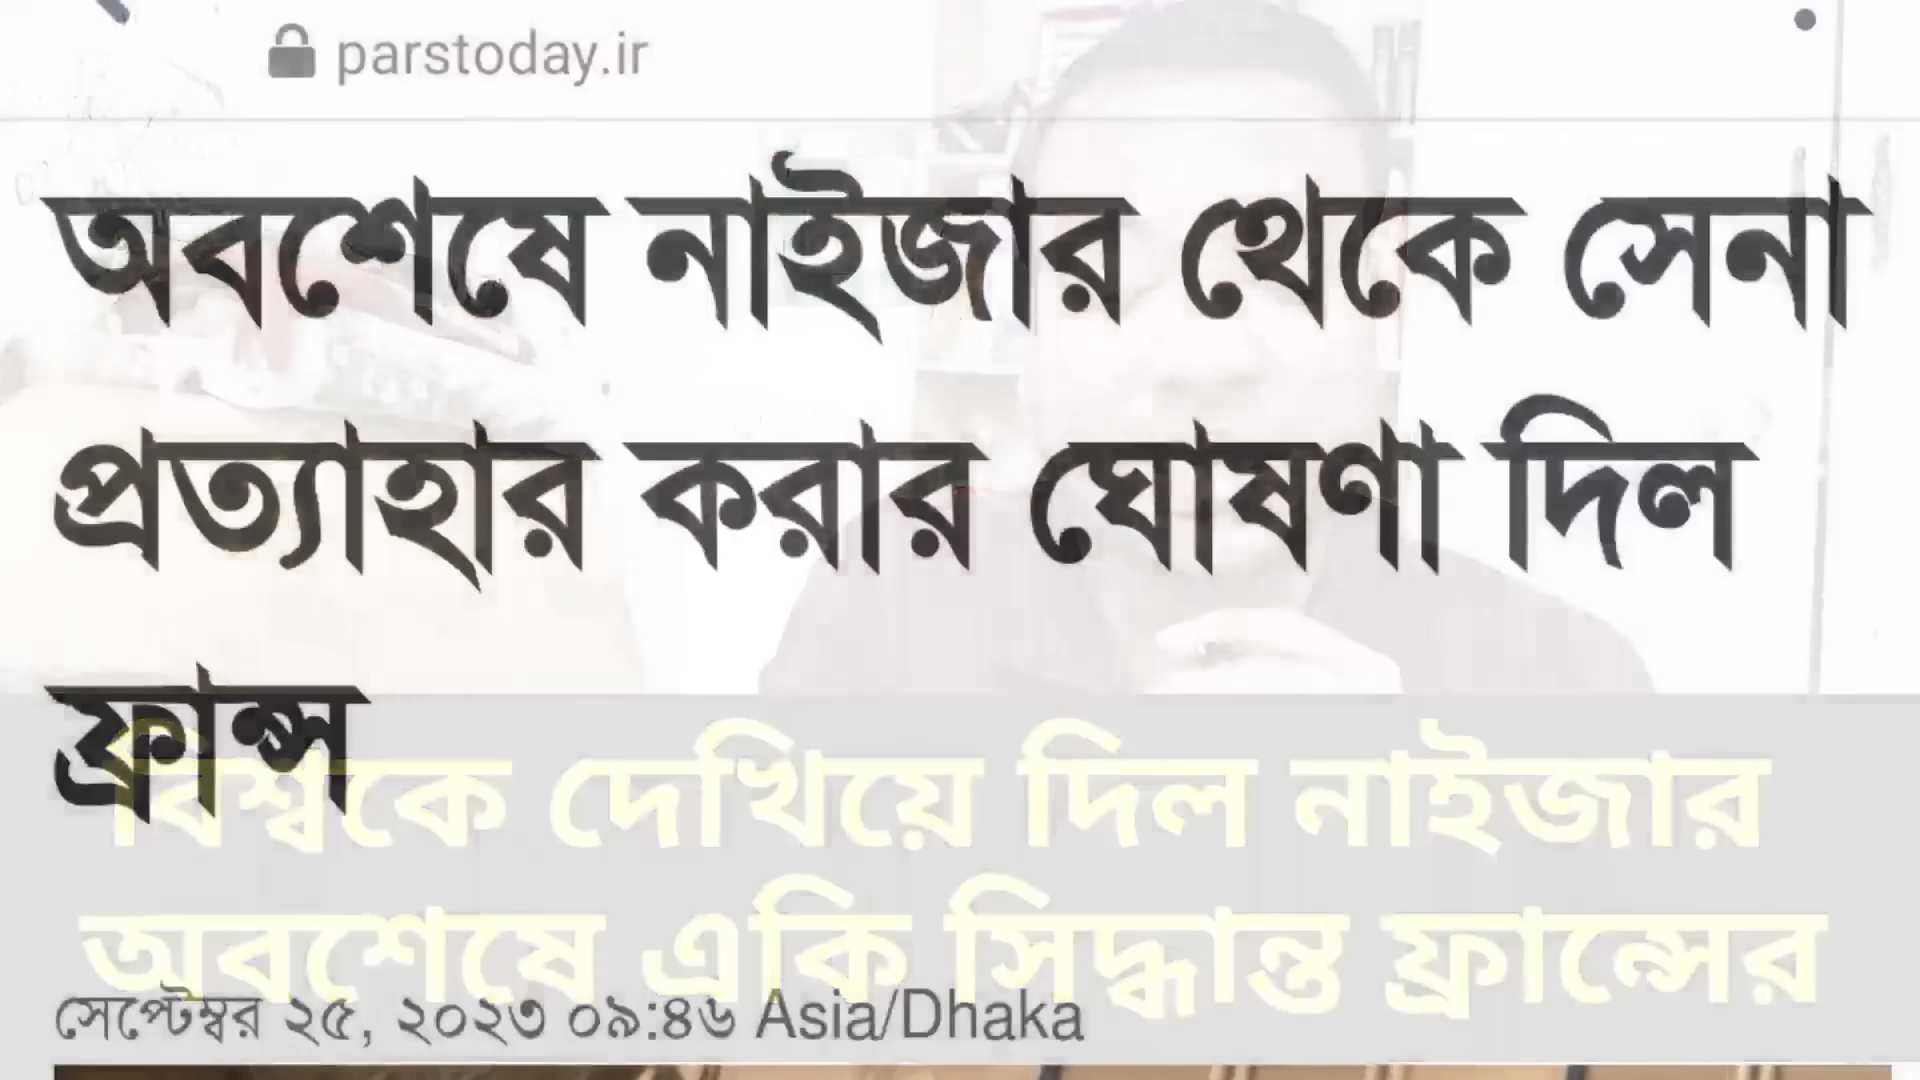 parstoday.ir
অবশেষে নাইজার থেকে সেনা
প্রত্যাহার করার ঘোষণা দিল
ফ্রান্স
বিশ্বকে দেখিয়ে দিল নাইজার
অবশেষে একি সিদ্ধান্ত ফ্রান্সের
সেপ্টেম্বর ২৫, ২০২৩ ০৯:৪৬ Asia/Dhaka